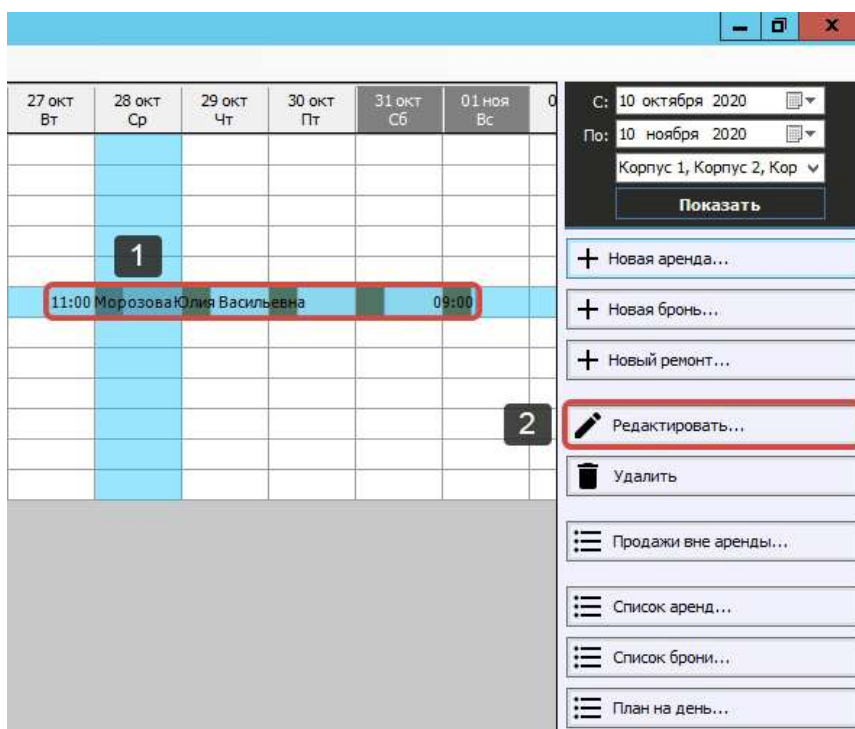 27 окт 28 окт 29 окт 30 окт 31 окт 01 ноя 0
Вт Ср Чт Пт Сб Вс
С: 10 октября 2020
По: 10 ноября 2020
Корпус 1, Корпус 2, Кор
Показать
1
11:00 Морозова Юлия Васильевна 09:00
2
Новая аренда...
Новая бронь...
Новый ремонт...
Редактировать...
Удалить
Продажи вне аренды...
Список аренд...
Список брони...
План на день...